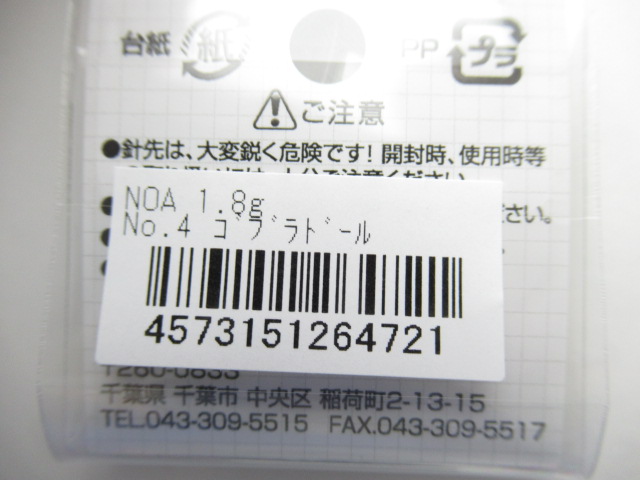 台紙 紙 PP プラ
ご注意
●針先は、大変鋭く危険です! 開封時、使用時等
ださい。
NOA 1.8g
No.4 ゴブラドール
4573151264721
千葉県 千葉市 中央区 稲荷町2-13-15
TEL.043-309-5515 FAX.043-309-5517